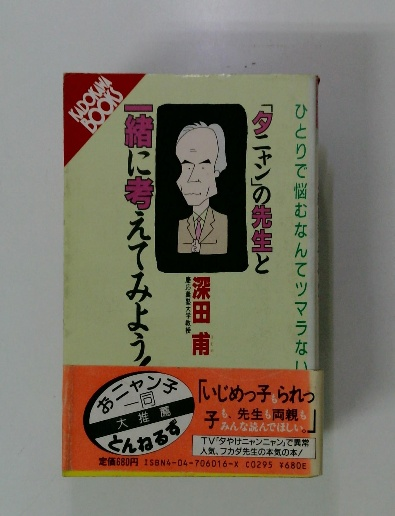 KADOKAWA
BOOKS
ひとりで悩むなんてツマラない
「夕ニャン」の先生と
一緒に考えてみよう!
深田 甫
慶応義塾大学教授
おニャン子
一同
大推薦
とんねるず
「いじめっ子も られっ
子も、先生も両親も
みんな読んでほしい。」
TV「夕やけニャンニャン」で異常
人気、フカダ先生の本気の本!
定価680円 ISBN4-04-706016-X C0295 ¥680E